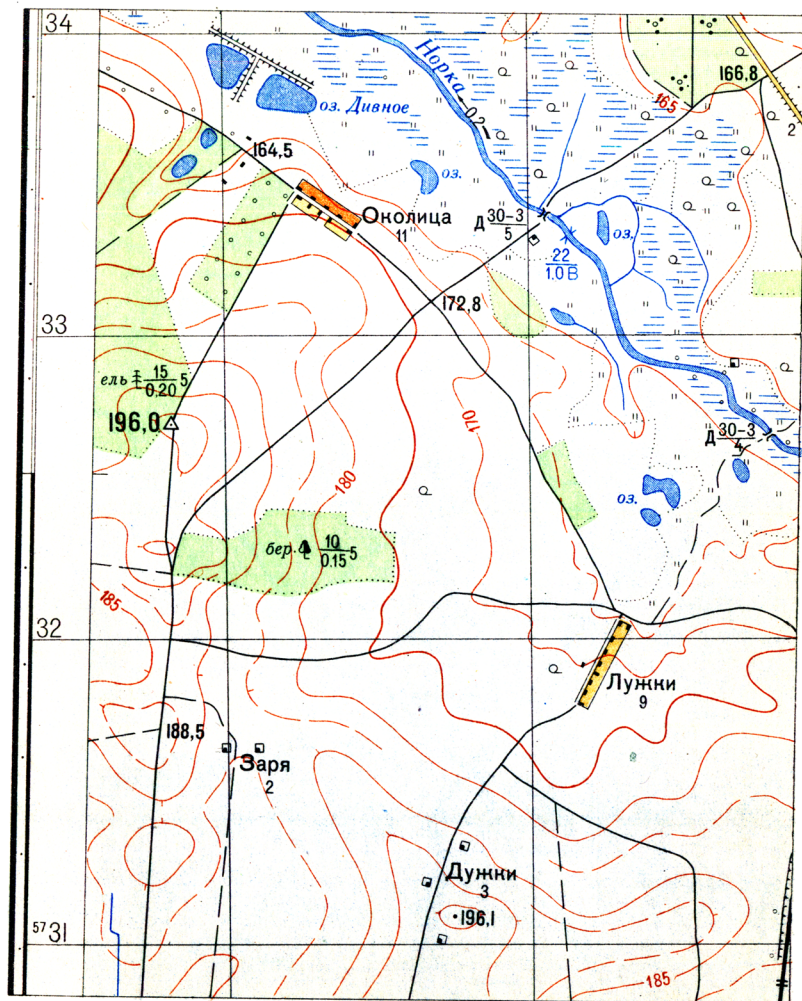 34
Норка
0,2
166,8
165
2
оз. Дивное
164,5
оз.
Околица
11
Д 30-3
5
22
1.0 В
оз.
172,8
33
ель 15
0,20 5
196,0
170
Д 30-3
4
180
оз.
бер. 10
0.15 5
185
32
Лужки
9
188,5
Заря
2
Дужки
3
196,1
57 31
185